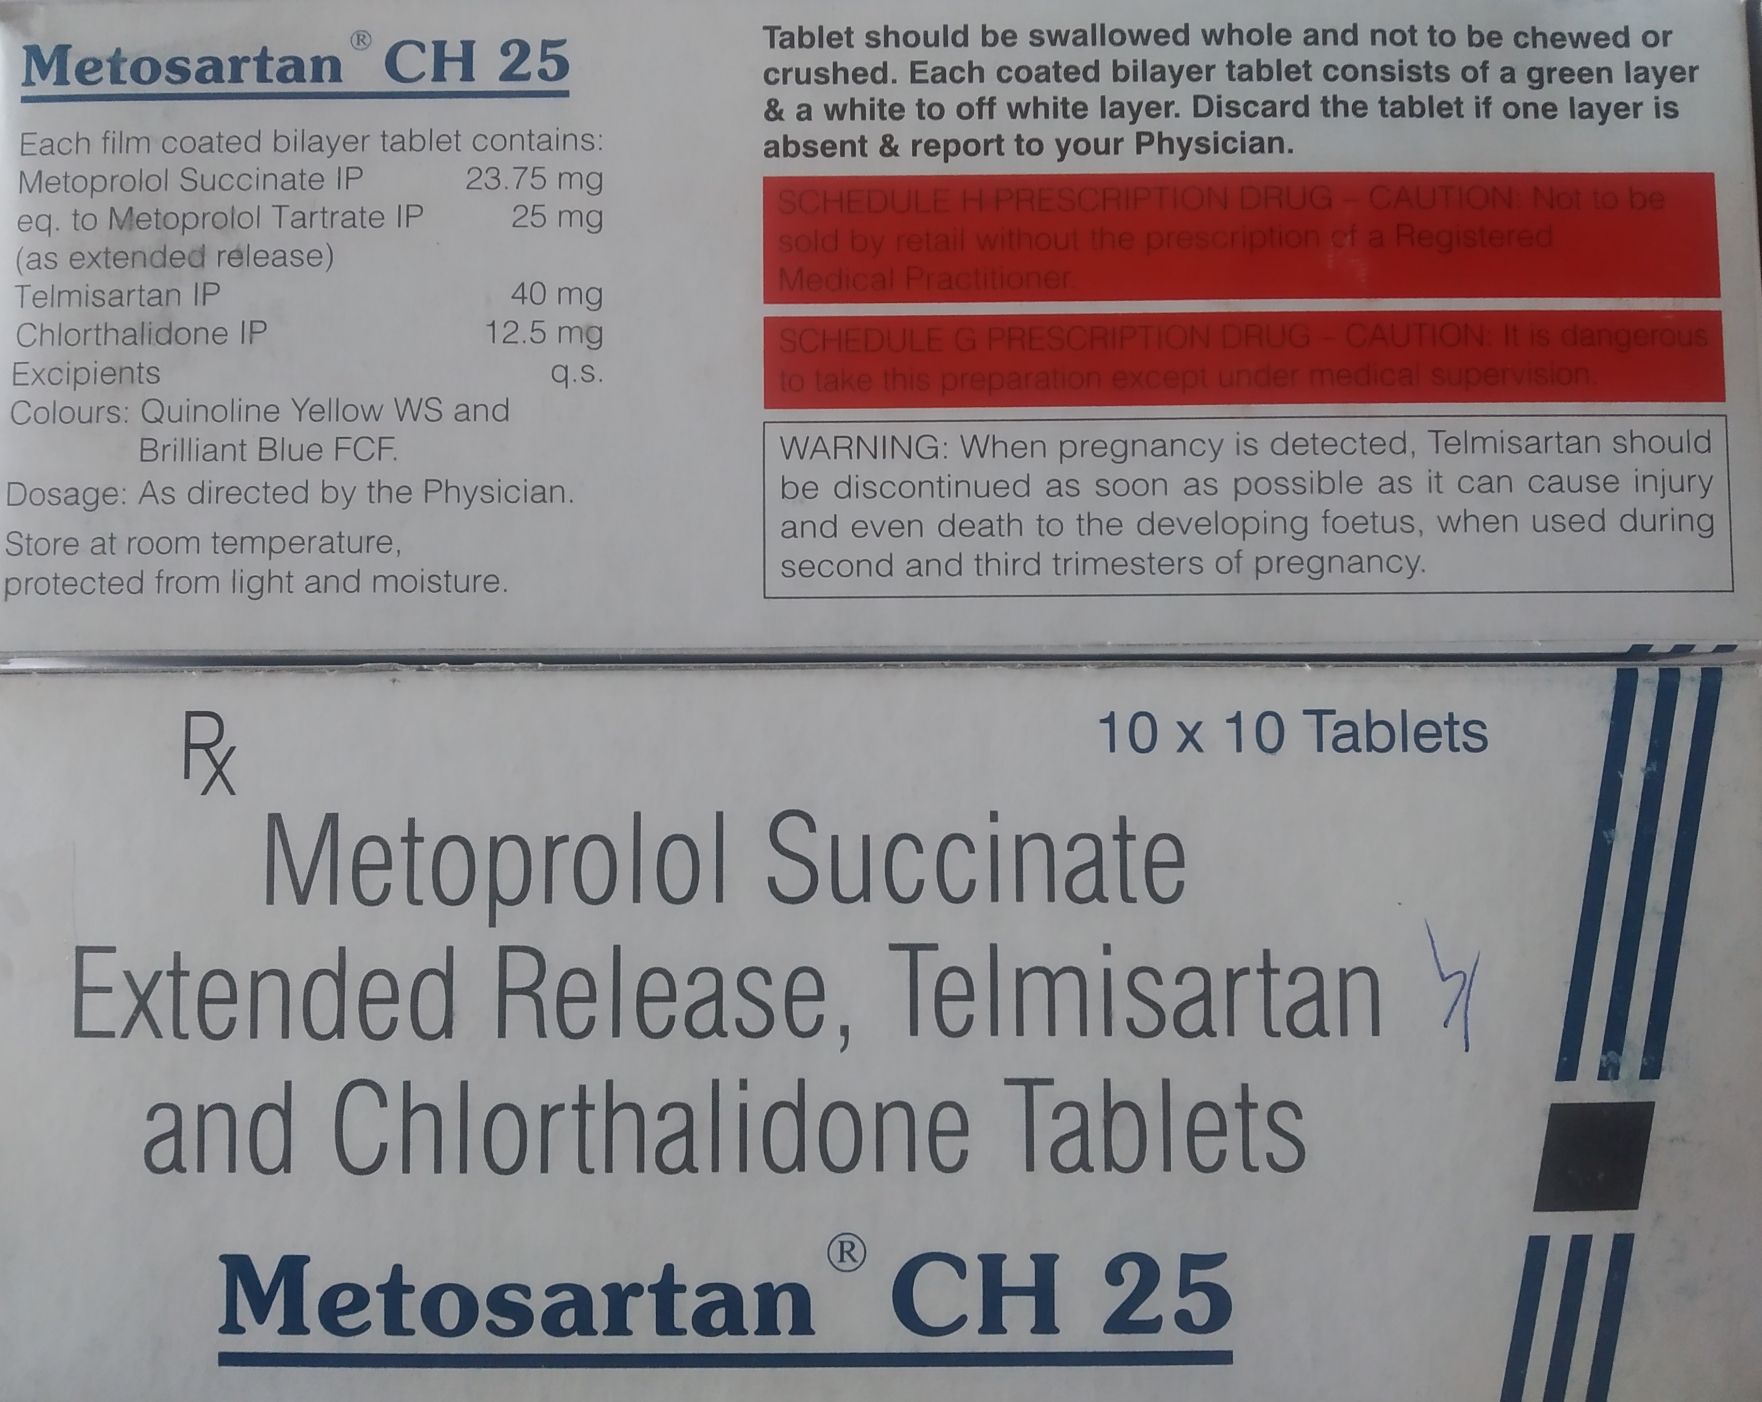 Metosartan® CH 25
Each film coated bilayer tablet contains:
Metoprolol Succinate IP 23.75 mg
eq. to Metoprolol Tartrate IP 25 mg
(as extended release)
Telmisartan IP 40 mg
Chlorthalidone IP 12.5 mg
Excipients q.s.
Colours: Quinoline Yellow WS and
Brilliant Blue FCF.
Dosage: As directed by the Physician.
Store at room temperature,
protected from light and moisture.
Tablet should be swallowed whole and not to be chewed or
crushed. Each coated bilayer tablet consists of a green layer
& a white to off white layer. Discard the tablet if one layer is
absent & report to your Physician.
SCHEDULE H PRESCRIPTION DRUG – CAUTION: Not to be
sold by retail without the prescription of a Registered
Medical Practitioner.
SCHEDULE G PRESCRIPTION DRUG – CAUTION: It is dangerous
to take this preparation except under medical supervision.
WARNING: When pregnancy is detected, Telmisartan should
be discontinued as soon as possible as it can cause injury
and even death to the developing foetus, when used during
second and third trimesters of pregnancy.
Rx
10 x 10 Tablets
Metoprolol Succinate
Extended Release, Telmisartan
and Chlorthalidone Tablets
Metosartan® CH 25